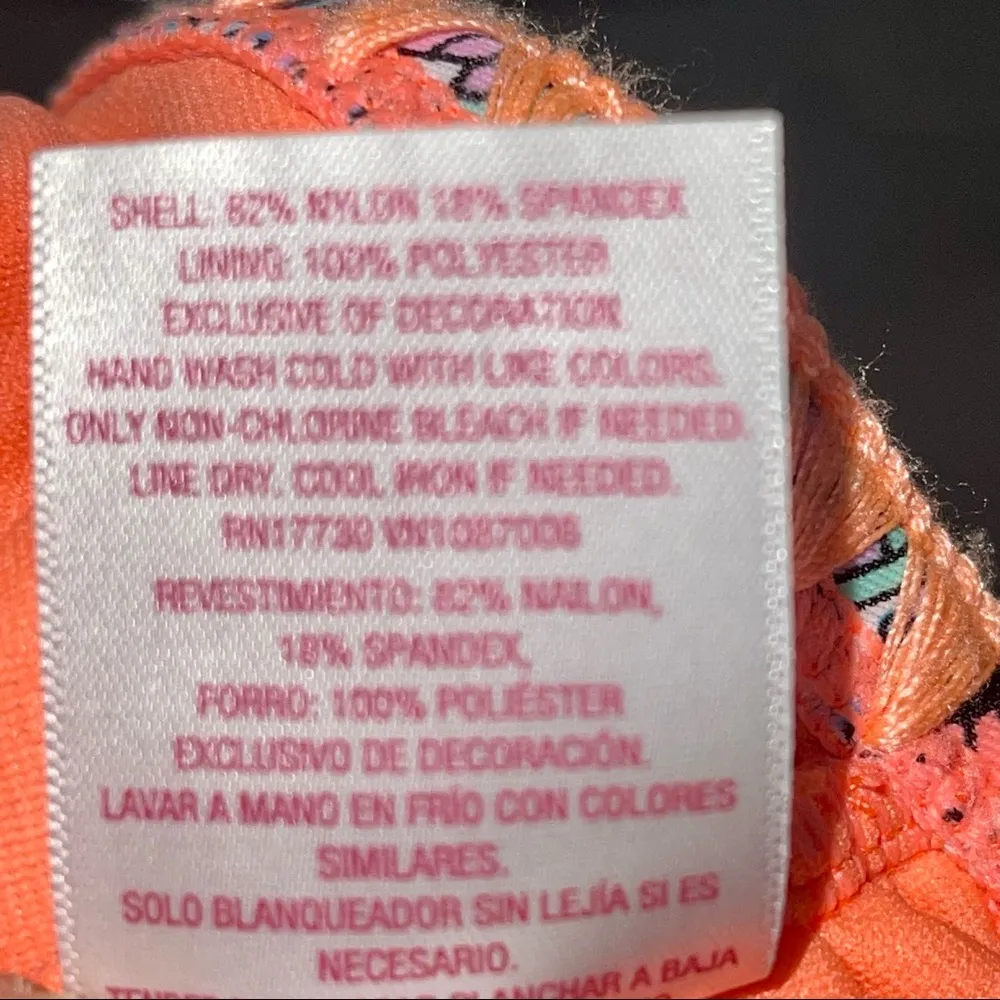 SHELL: 82% NYLON 18% SPANDEX
LINING: 100% POLYESTER
EXCLUSIVE OF DECORATION
HAND WASH COLD WITH LIKE COLORS.
ONLY NON-CHLORINE BLEACH IF NEEDED.
LINE DRY. COOL IRON IF NEEDED.
RN17730
REVESTIMIENTO: 82% NAILON,
18% SPANDEX,
FORRO: 100% POLIÉSTER
EXCLUSIVO DE DECORACIÓN.
LAVAR A MANO EN FRÍO CON COLORES
SIMILARES.
SOLO BLANQUEADOR SIN LEJÍA SI ES
NECESARIO.
PLANCHAR A BAJA